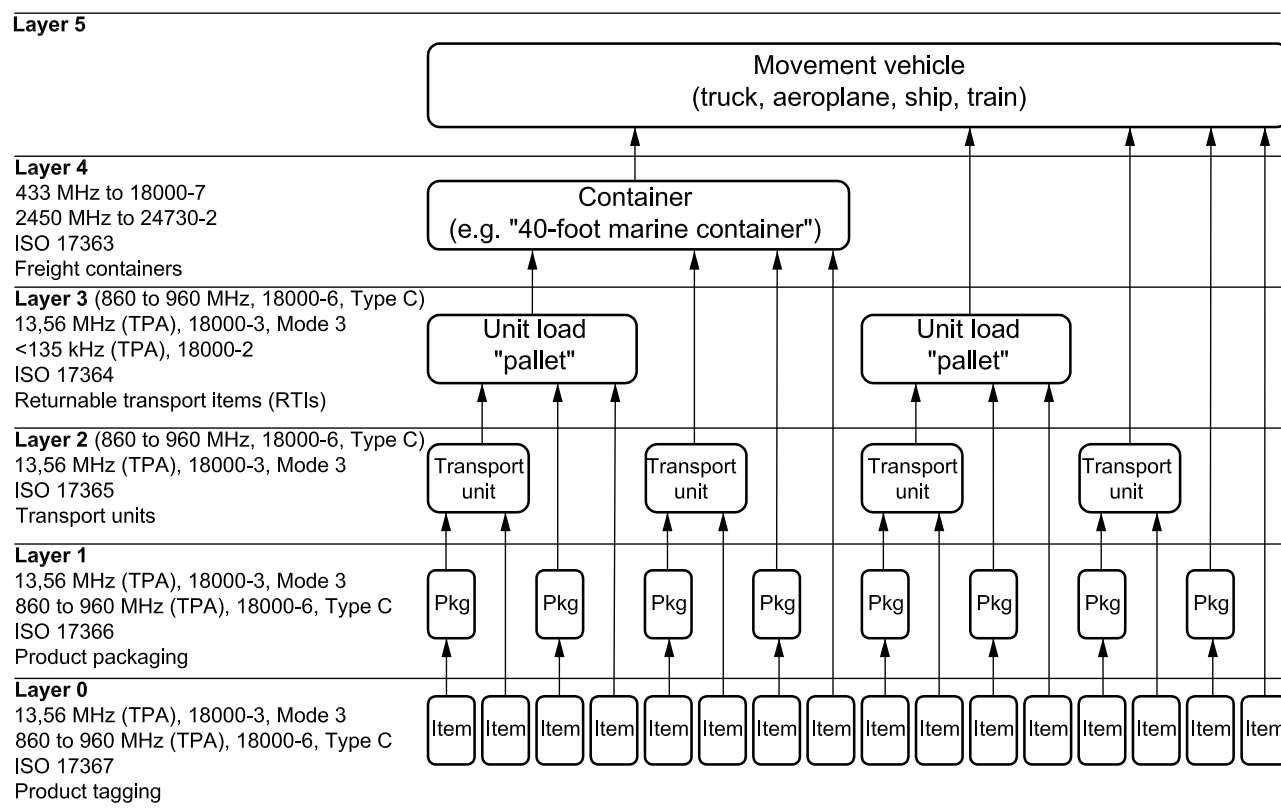 Layer 5
Movement vehicle
(truck, aeroplane, ship, train)
Layer 4
433 MHz to 18000-7
2450 MHz to 24730-2
ISO 17363
Freight containers
Container
(e.g. "40-foot marine container")
Layer 3 (860 to 960 MHz, 18000-6, Type C)
13,56 MHz (TPA), 18000-3, Mode 3
<135 kHz (TPA), 18000-2
ISO 17364
Returnable transport items (RTIs)
Unit load
"pallet"
Unit load
"pallet"
Layer 2 (860 to 960 MHz, 18000-6, Type C)
13,56 MHz (TPA), 18000-3, Mode 3
ISO 17365
Transport units
Transport
unit
Transport
unit
Transport
unit
Transport
unit
Layer 1
13,56 MHz (TPA), 18000-3, Mode 3
860 to 960 MHz (TPA), 18000-6, Type C
ISO 17366
Product packaging
Pkg Pkg Pkg Pkg Pkg Pkg Pkg Pkg
Layer 0
13,56 MHz (TPA), 18000-3, Mode 3
860 to 960 MHz (TPA), 18000-6, Type C
ISO 17367
Product tagging
Item Item Item Item Item Item Item Item Item Item Item Item Item Item Item Item